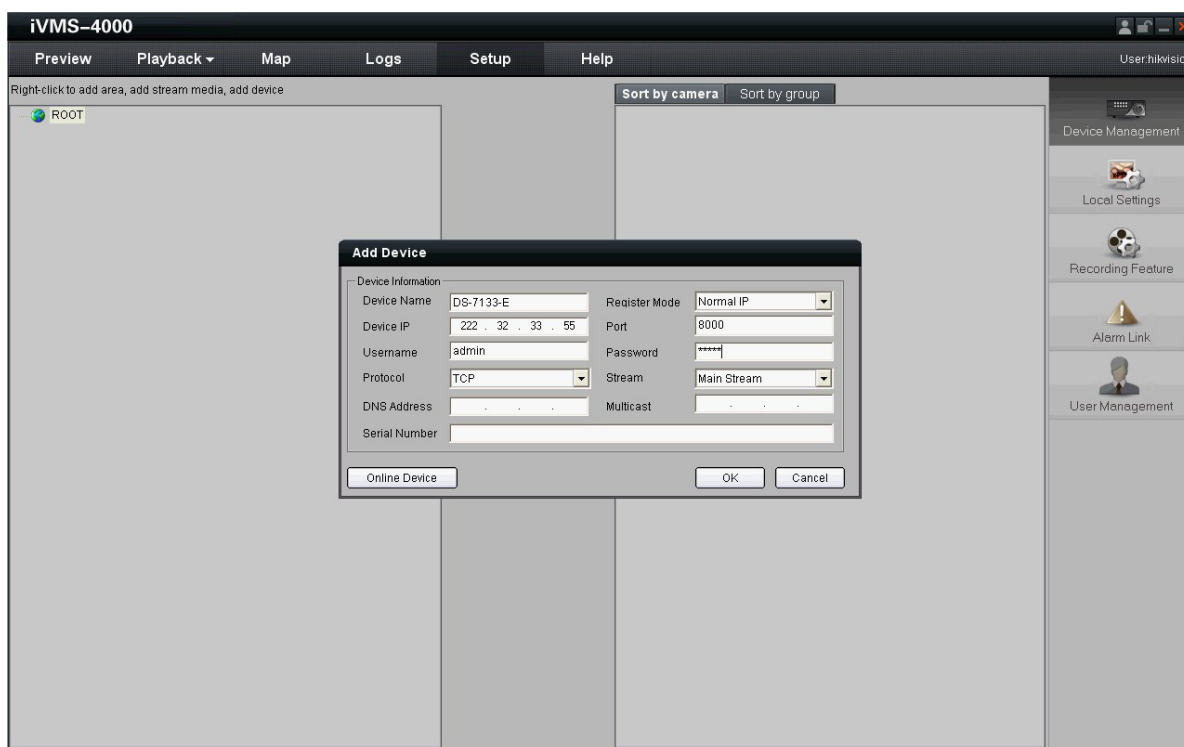 iVMS-4000
Preview Playback Map Logs Setup Help User:hikvisic
Right-click to add area, add stream media, add device
ROOT
Sort by camera Sort by group
Device Management
Local Settings
Recording Feature
Alarm Link
User Management
Add Device
Device Information
Device Name DS-7133-E Register Mode Normal IP
Device IP 222 . 32 . 33 . 55 Port 8000
Username admin Password *****
Protocol TCP Stream Main Stream
DNS Address . . . Multicast . . .
Serial Number
Online Device OK Cancel